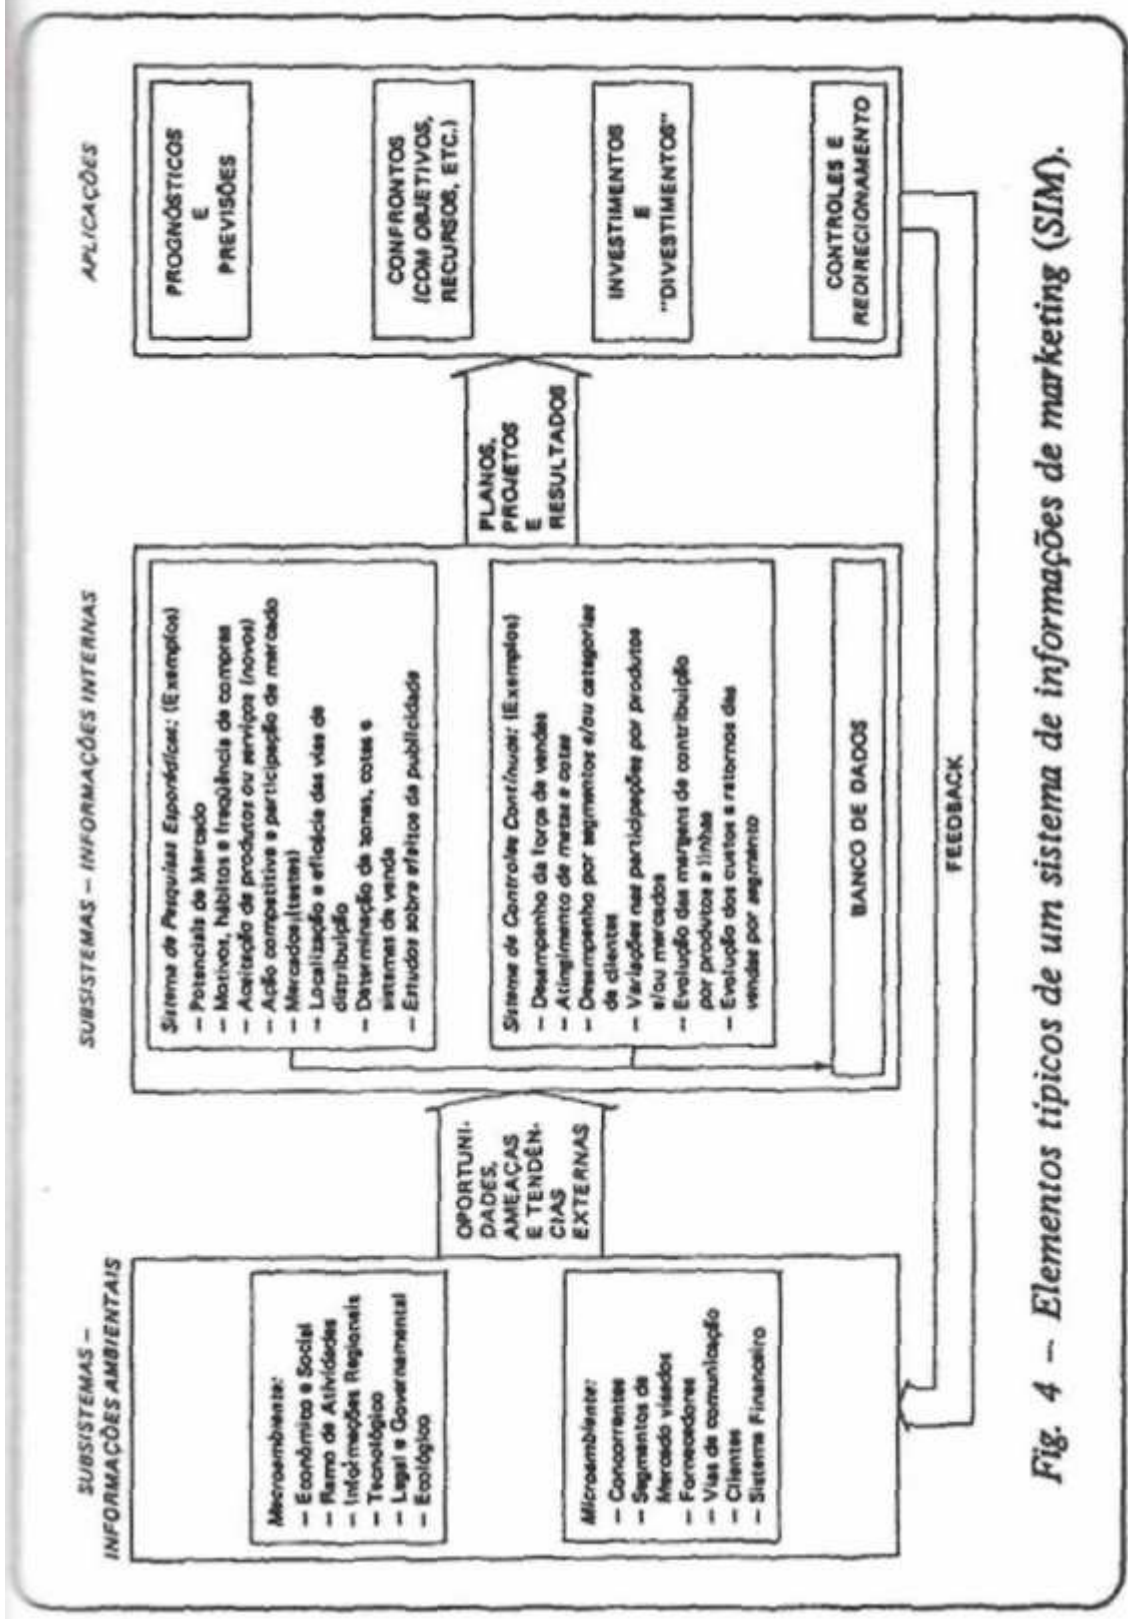 SUBSISTEMAS –
INFORMAÇÕES AMBIENTAIS
Macroambiente:
– Econômico e Social
– Ramo de Atividades
– Informações Regionais
– Tecnológico
– Legal e Governamental
– Ecológico
Microambiente:
– Concorrentes
– Segmentos de
Mercado visados
– Fornecedores
– Vias de comunicação
– Clientes
– Sistema Financeiro
OPORTUNI-
DADES,
AMEAÇAS
E TENDÊN-
CIAS
EXTERNAS
SUBSISTEMAS – INFORMAÇÕES INTERNAS
Sistema de Pesquisas Esporádicas: (Exemplos)
– Potenciais de Mercado
– Motivos, hábitos e freqüência de compras
– Aceitação de produtos ou serviços (novos)
– Ação competitiva e participação de mercado
– Mercados(testes)
– Localização e eficácia das vias de
distribuição
– Determinação de zonas, cotas e
sistemas de venda
– Estudos sobre efeitos da publicidade
Sistema de Controles Contínuos: (Exemplos)
– Desempenho da força de vendas
– Atingimento de metas e cotas
– Desempenho por segmentos e/ou categorias
de clientes
– Variações nas participações por produtos
e/ou mercados
– Evolução das margens de contribuição
por produtos e linhas
– Evolução dos custos e retornos das
vendas por segmento
BANCO DE DADOS
PLANOS,
PROJETOS
E
RESULTADOS
APLICAÇÕES
PROGNÓSTICOS
E
PREVISÕES
CONFRONTOS
(COM OBJETIVOS,
RECURSOS, ETC.)
INVESTIMENTOS
E
"DIVESTIMENTOS"
CONTROLES E
REDIRECIONAMENTO
FEEDBACK
Fig. 4 – Elementos típicos de um sistema de informações de marketing (SIM).